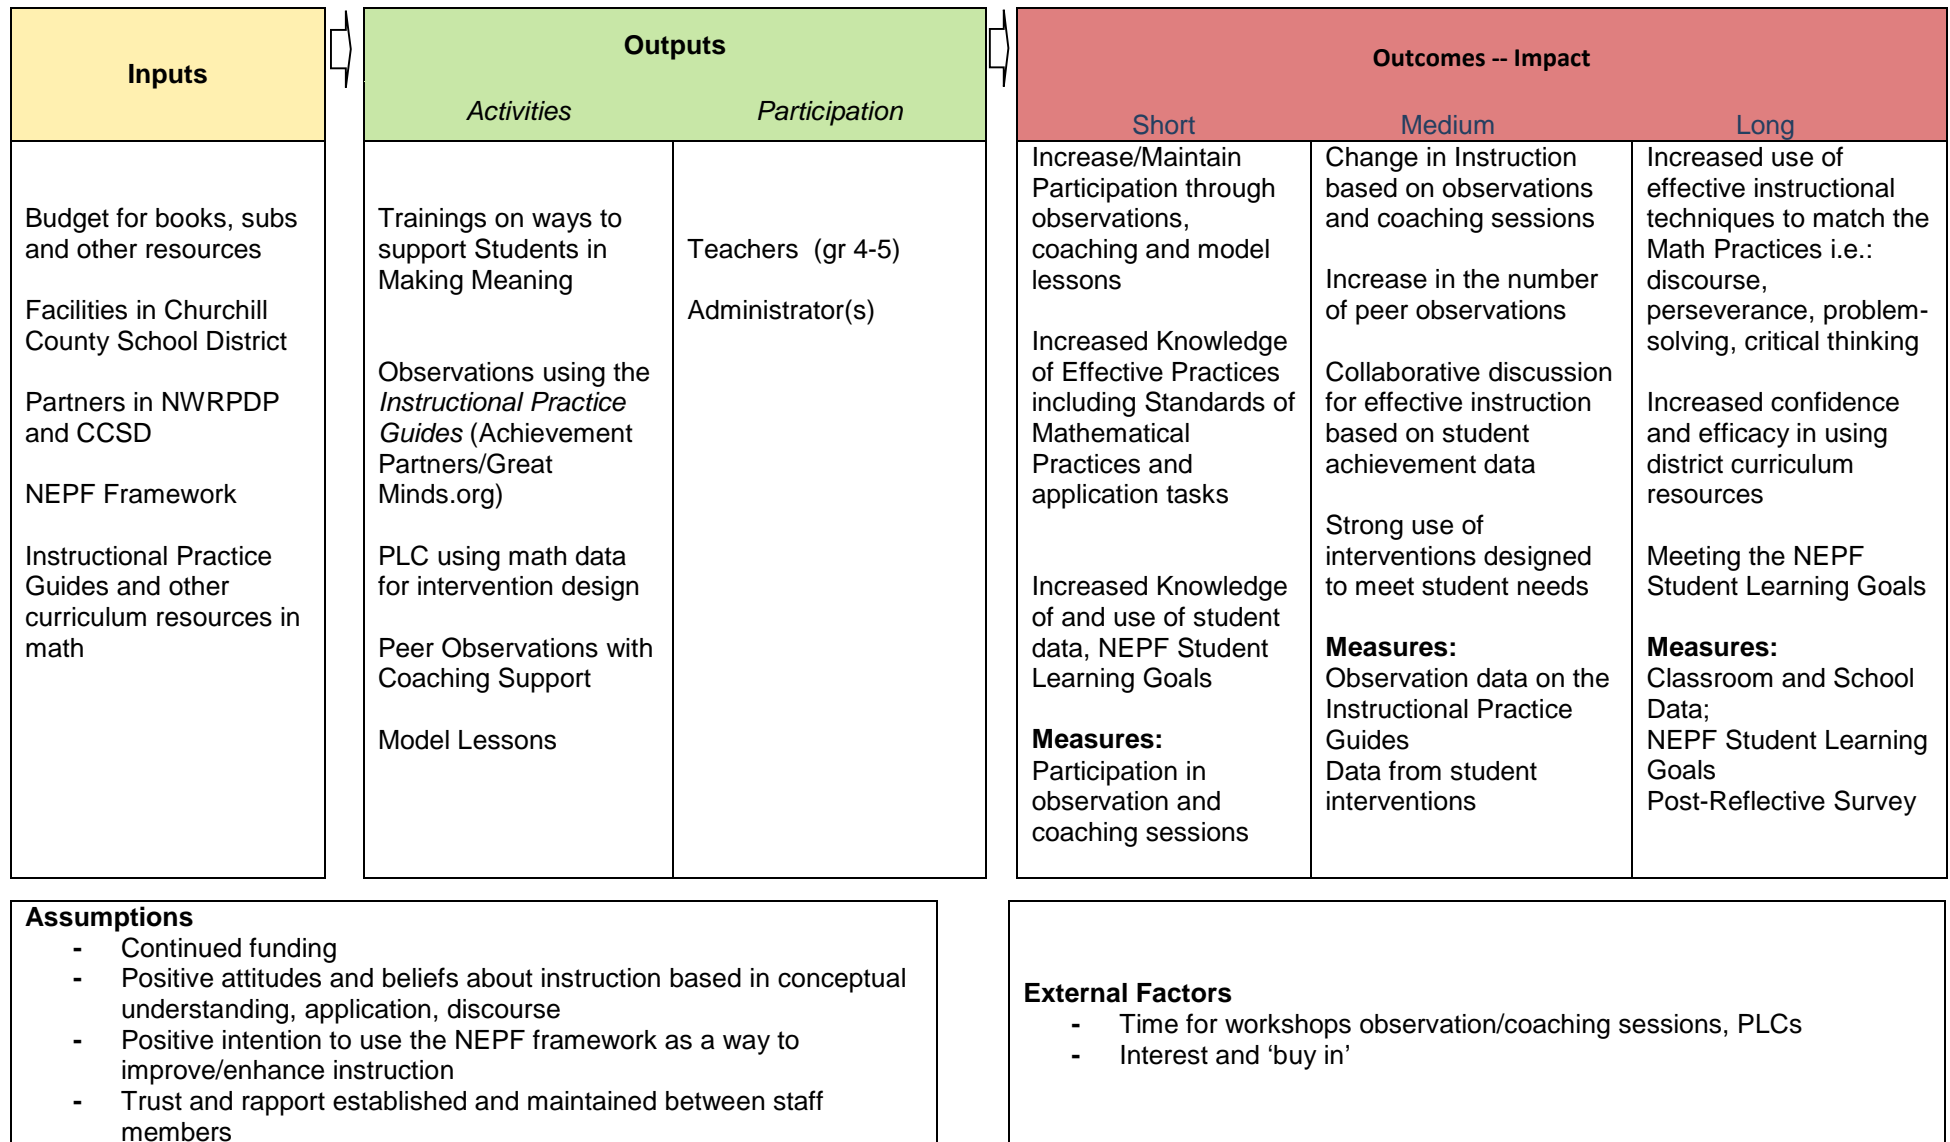 Inputs
Outputs
Activities
Participation
Outcomes -- Impact
Short
Medium
Long
Budget for books, subs
and other resources
Facilities in Churchill
County School District
Partners in NWRPDP
and CCSD
NEPF Framework
Instructional Practice
Guides and other
curriculum resources in
math
Trainings on ways to
support Students in
Making Meaning
Observations using the
Instructional Practice
Guides (Achievement
Partners/Great
Minds.org)
PLC using math data
for intervention design
Peer Observations with
Coaching Support
Model Lessons
Teachers  (gr 4-5)
Administrator(s)
Increase/Maintain
Participation through
observations,
coaching and model
lessons
Increased Knowledge
of Effective Practices
including Standards of
Mathematical
Practices and
application tasks
Increased Knowledge
of and use of student
data, NEPF Student
Learning Goals
Measures:
Participation in
observation and
coaching sessions
Change in Instruction
based on observations
and coaching sessions
Increase in the number
of peer observations
Collaborative discussion
for effective instruction
based on student
achievement data
Strong use of
interventions designed
to meet student needs
Measures:
Observation data on the
Instructional Practice
Guides
Data from student
interventions
Increased use of
effective instructional
techniques to match the
Math Practices i.e.:
discourse,
perseverance, problem-
solving, critical thinking
Increased confidence
and efficacy in using
district curriculum
resources
Meeting the NEPF
Student Learning Goals
Measures:
Classroom and School
Data;
NEPF Student Learning
Goals
Post-Reflective Survey
Assumptions
- Continued funding
- Positive attitudes and beliefs about instruction based in conceptual
understanding, application, discourse
- Positive intention to use the NEPF framework as a way to
improve/enhance instruction
- Trust and rapport established and maintained between staff
members
External Factors
- Time for workshops observation/coaching sessions, PLCs
- Interest and ‘buy in’